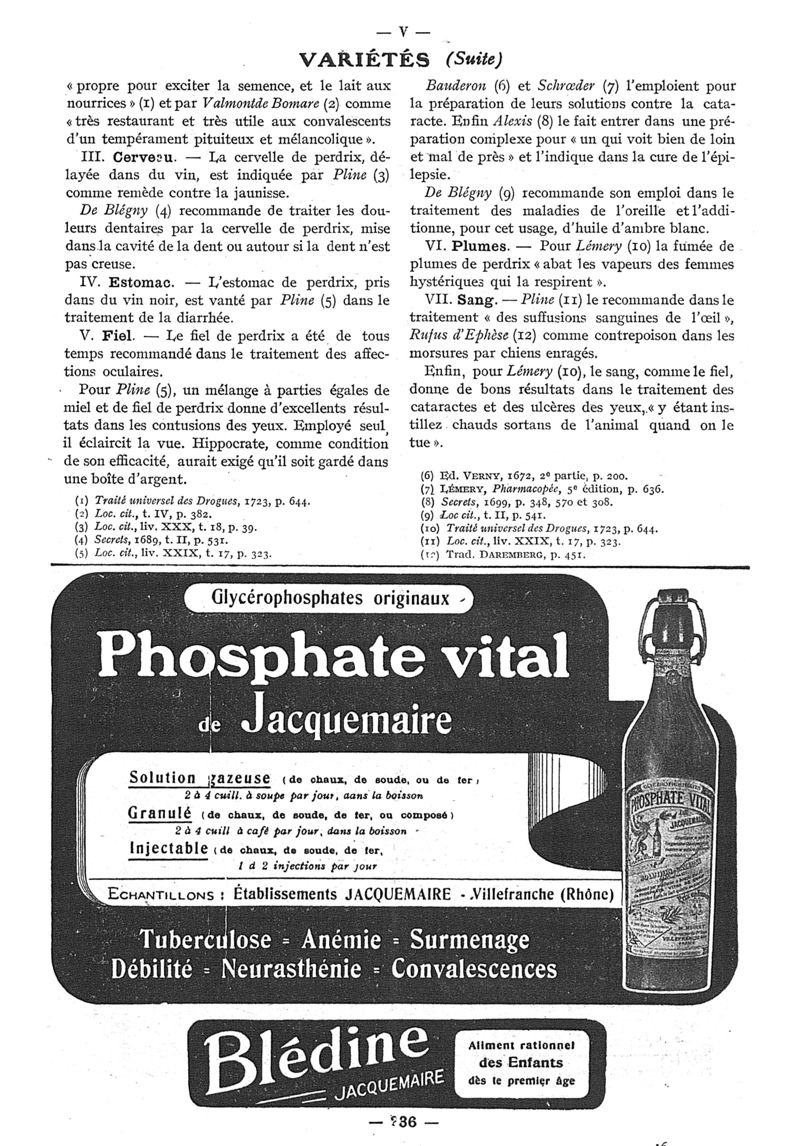 — V —
VARIÉTÉS (Suite)
« propre pour exciter la semence, et le lait aux
nourrices » (1) et par Valmontde Bomare (2) comme
« très restaurant et très utile aux convalescents
d'un tempérament pituiteux et mélancolique ».
III. Cerveau. — La cervelle de perdrix, dé-
layée dans du vin, est indiquée par Pline (3)
comme remède contre la jaunisse.
De Blégny (4) recommande de traiter les dou-
leurs dentaires par la cervelle de perdrix, mise
dans la cavité de la dent ou autour si la dent n'est
pas creuse.
IV. Estomac. — L'estomac de perdrix, pris
dans du vin noir, est vanté par Pline (5) dans le
traitement de la diarrhée.
V. Fiel. — Le fiel de perdrix a été de tous
temps recommandé dans le traitement des affec-
tions oculaires.
Pour Pline (5), un mélange à parties égales de
miel et de fiel de perdrix donne d'excellents résul-
tats dans les contusions des yeux. Employé seul,
il éclaircit la vue. Hippocrate, comme condition
de son efficacité, aurait exigé qu'il soit gardé dans
une boîte d'argent.
(1) Traité universel des Drogues, 1723, p. 644.
(2) Loc. cit., t. IV, p. 382.
(3) Loc. cit., liv. XXX, t. 18, p. 39.
(4) Secrets, 1689, t. II, p. 531.
(5) Loc. cit., liv. XXIX, t. 17, p. 323.
Bauderon (6) et Schrœder (7) l'emploient pour
la préparation de leurs solutions contre la cata-
racte. Enfin Alexis (8) le fait entrer dans une pré-
paration complexe pour « un qui voit bien de loin
et mal de près » et l'indique dans la cure de l'épi-
lepsie.
De Blégny (9) recommande son emploi dans le
traitement des maladies de l'oreille et l'addi-
tionne, pour cet usage, d'huile d'ambre blanc.
VI. Plumes. — Pour Lémery (10) la fumée de
plumes de perdrix « abat les vapeurs des femmes
hystériques qui la respirent ».
VII. Sang. — Pline (11) le recommande dans le
traitement « des suffusions sanguines de l'œil »,
Rufus d'Ephèse (12) comme contrepoison dans les
morsures par chiens enragés.
Enfin, pour Lémery (10), le sang, comme le fiel,
donne de bons résultats dans le traitement des
cataractes et des ulcères des yeux, « y étant ins-
tillez chauds sortans de l'animal quand on le
tue ».
(6) Ed. VERNY, 1672, 2e partie, p. 200.
(7) LÉMERY, Pharmacopée, 5e édition, p. 636.
(8) Secrets, 1699, p. 348, 570 et 308.
(9) Loc cit., t. II, p. 541.
(10) Traité universel des Drogues, 1723, p. 644.
(11) Loc. cit., liv. XXIX, t. 17, p. 323.
(12) Trad. DAREMBERG, p. 451.
Glycérophosphates originaux
Phosphate vital
de Jacquemaire
Solution gazeuse (de chaux, de soude, ou de fer)
2 à 4 cuill. à soupe par jour, dans la boisson
Granulé (de chaux, de soude, de fer, ou composé)
2 à 4 cuill à café par jour, dans la boisson
Injectable (de chaux, de soude, de fer,
1 à 2 injections par jour
ECHANTILLONS : Établissements JACQUEMAIRE - Villefranche (Rhône)
Tuberculose = Anémie = Surmenage
Débilité = Neurasthénie = Convalescences
PHOSPHATE VITAL
JACQUEMAIRE
Blédine
JACQUEMAIRE
Aliment rationnel
des Enfants
dès le premier âge
— 36 —